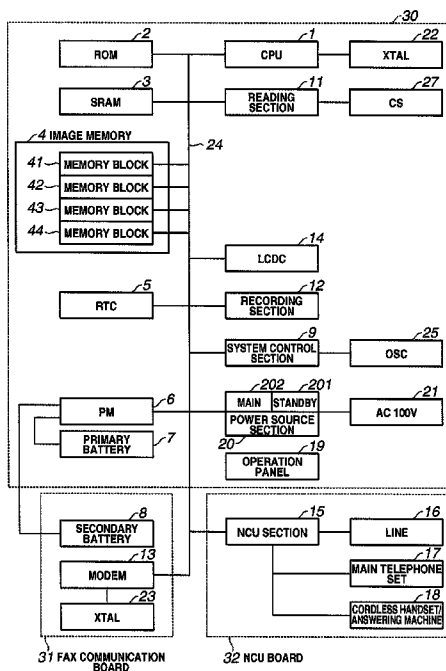 30
2
ROM
1
CPU
22
XTAL
3
SRAM
11
READING SECTION
27
CS
4 IMAGE MEMORY
24
41 MEMORY BLOCK
42 MEMORY BLOCK
43 MEMORY BLOCK
44 MEMORY BLOCK
14
LCDC
5
RTC
12
RECORDING SECTION
9
SYSTEM CONTROL SECTION
25
OSC
6
PM
202
MAIN
201
STANDBY
POWER SOURCE SECTION
20
21
AC 100V
PRIMARY BATTERY
7
19
OPERATION PANEL
8
SECONDARY BATTERY
13
MODEM
23
XTAL
31 FAX COMMUNICATION BOARD
15
NCU SECTION
16
LINE
17
MAIN TELEPHONE SET
18
CORDLESS HANDSET/ ANSWERING MACHINE
32 NCU BOARD